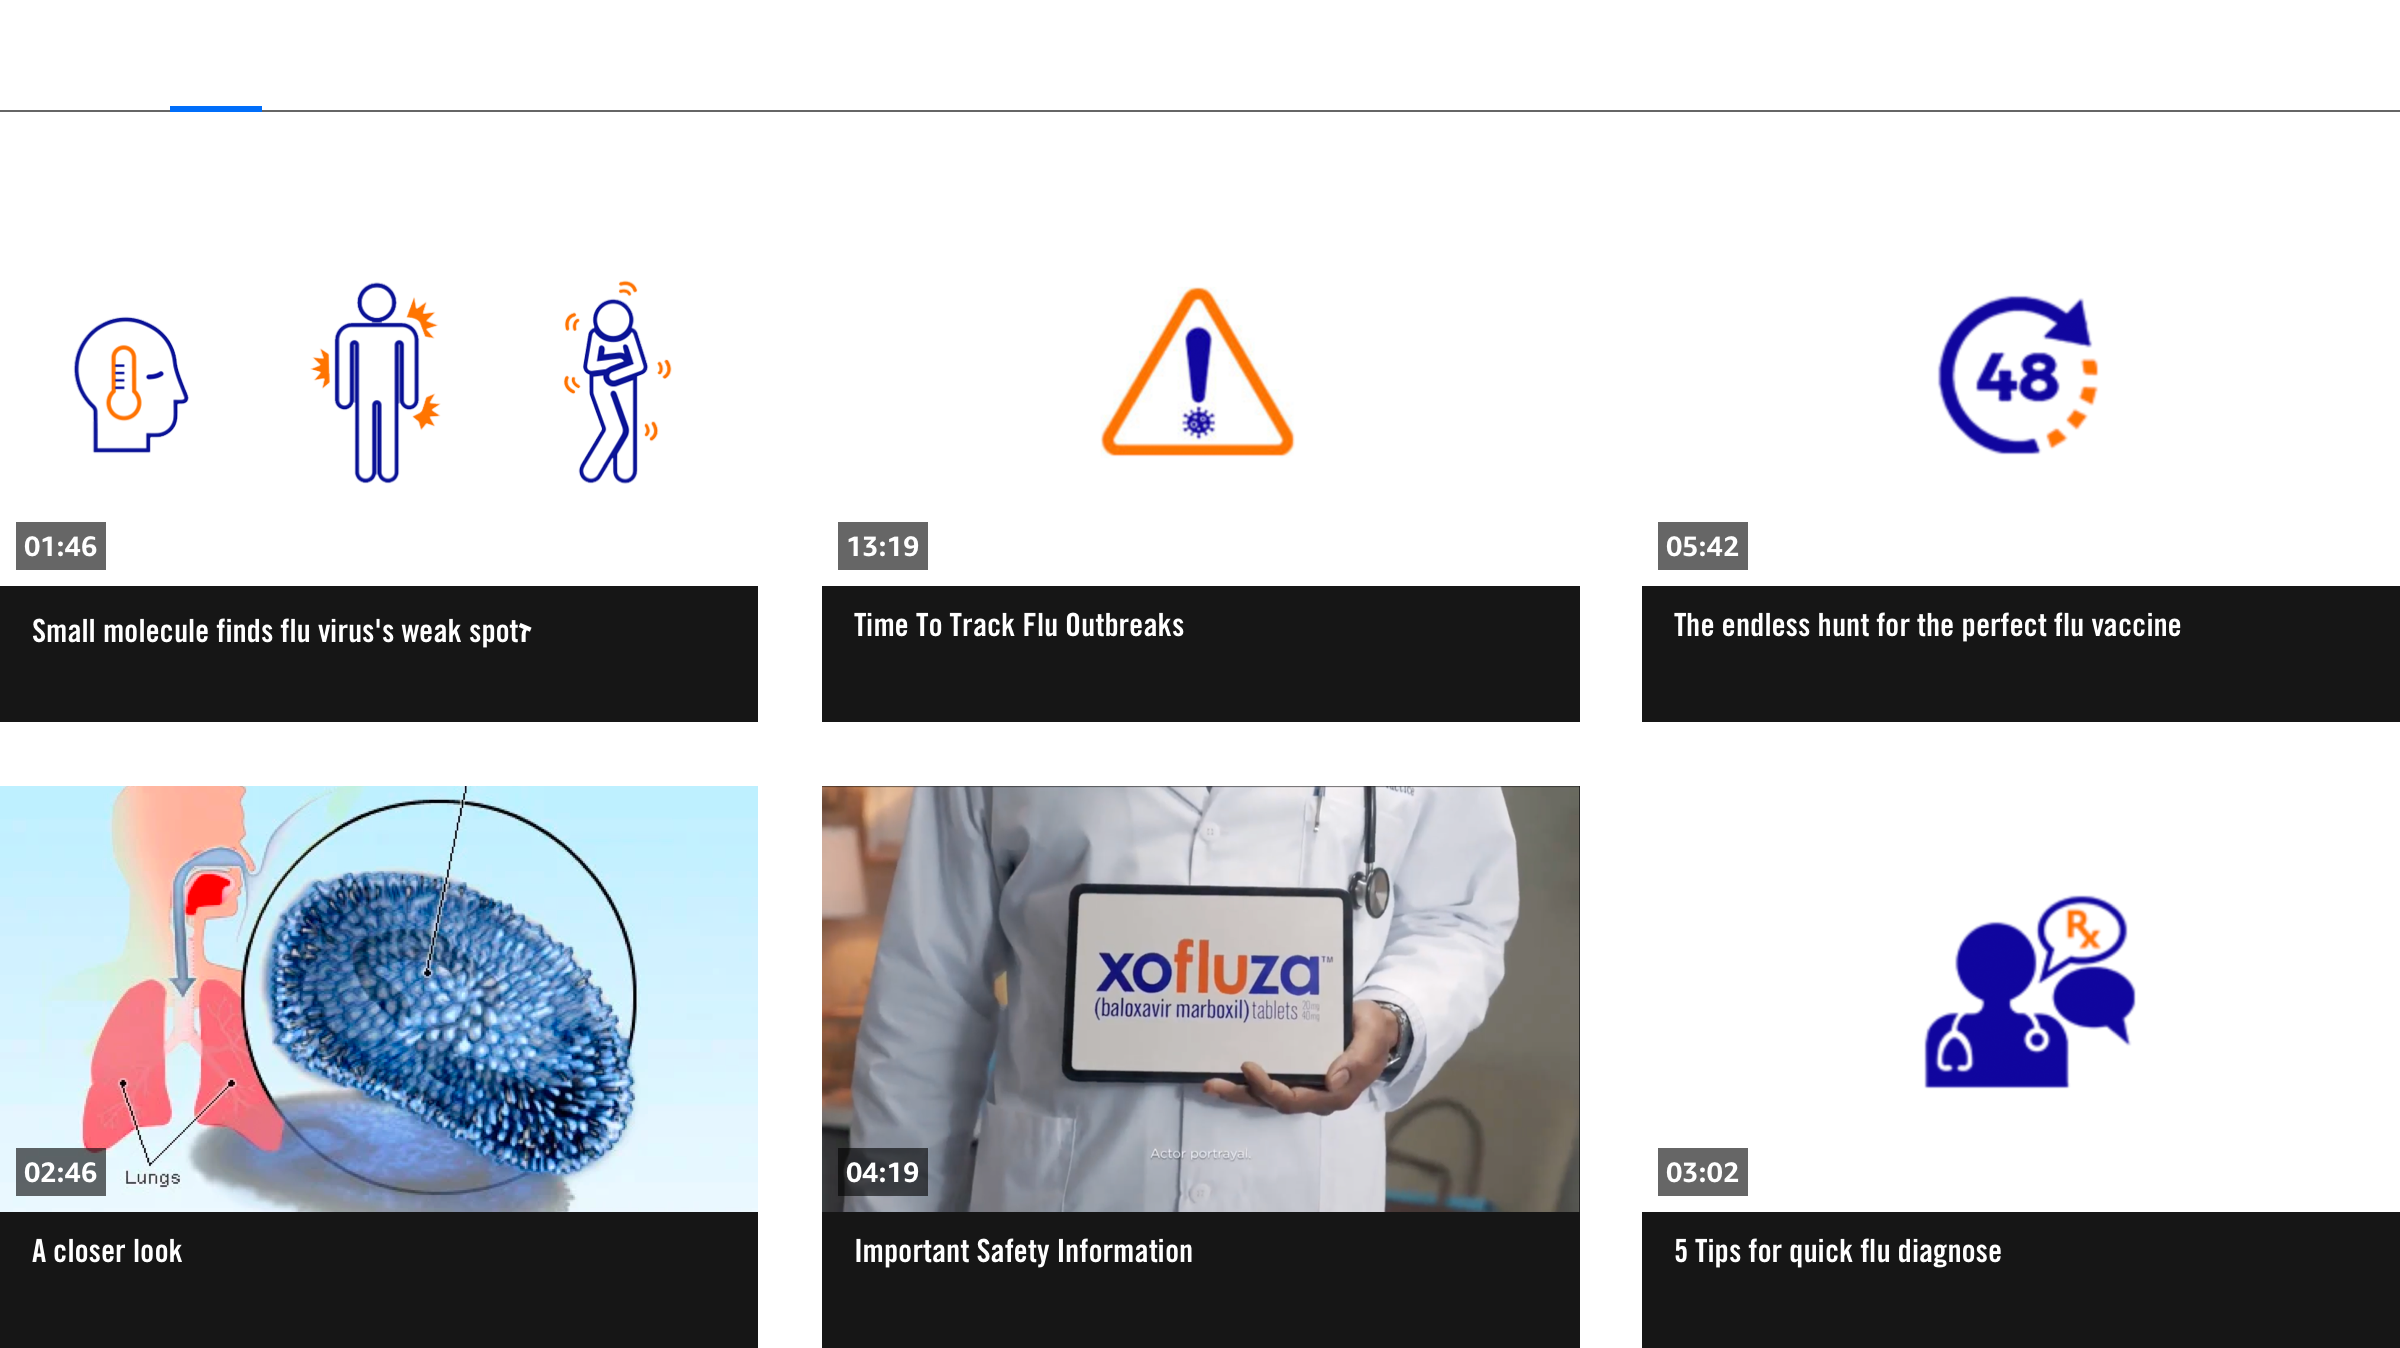 48
01:46
13:19
05:42
Small molecule finds flu virus's weak spot
Time To Track Flu Outbreaks
The endless hunt for the perfect flu vaccine
Rx
xofluza™
(baloxavir marboxil) tablets 20mg 40mg
Actor portrayal.
02:46
Lungs
04:19
03:02
A closer look
Important Safety Information
5 Tips for quick flu diagnose